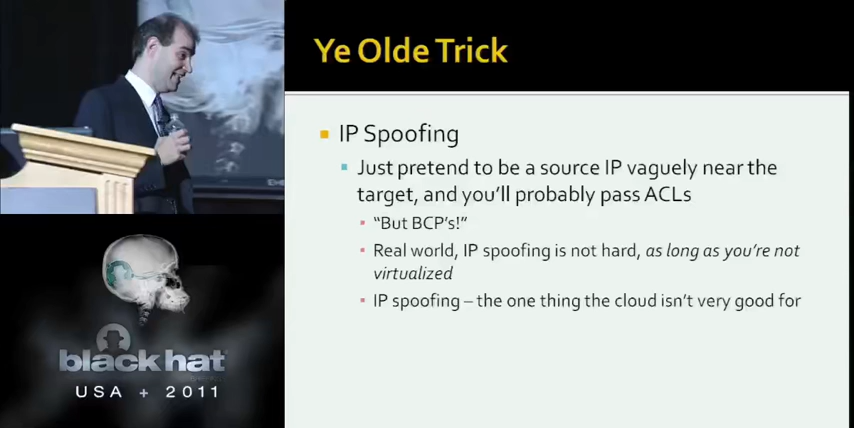 Ye Olde Trick
IP Spoofing
Just pretend to be a source IP vaguely near the
target, and you'll probably pass ACLs
"But BCP's!"
Real world, IP spoofing is not hard, as long as you're not
virtualized
IP spoofing – the one thing the cloud isn't very good for
black hat
USA + 2011